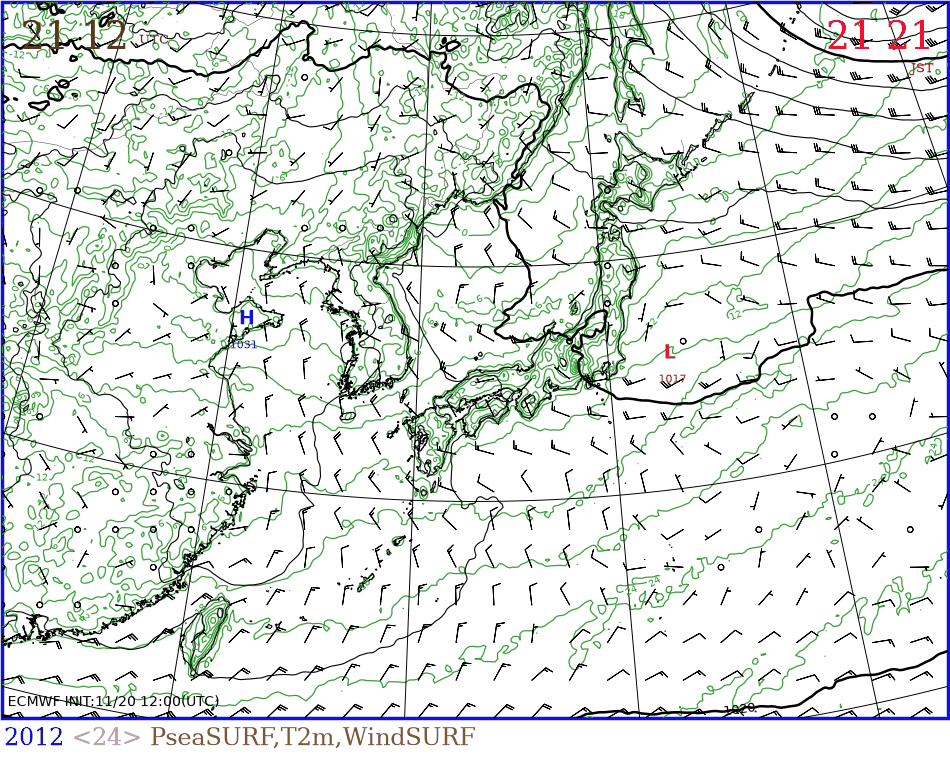 21 12 UTC
21 21
JST
H
1031
L
1017
1020
ECMWF INIT:11/20 12:00(UTC)
2012 <24> PseaSURF,T2m,WindSURF